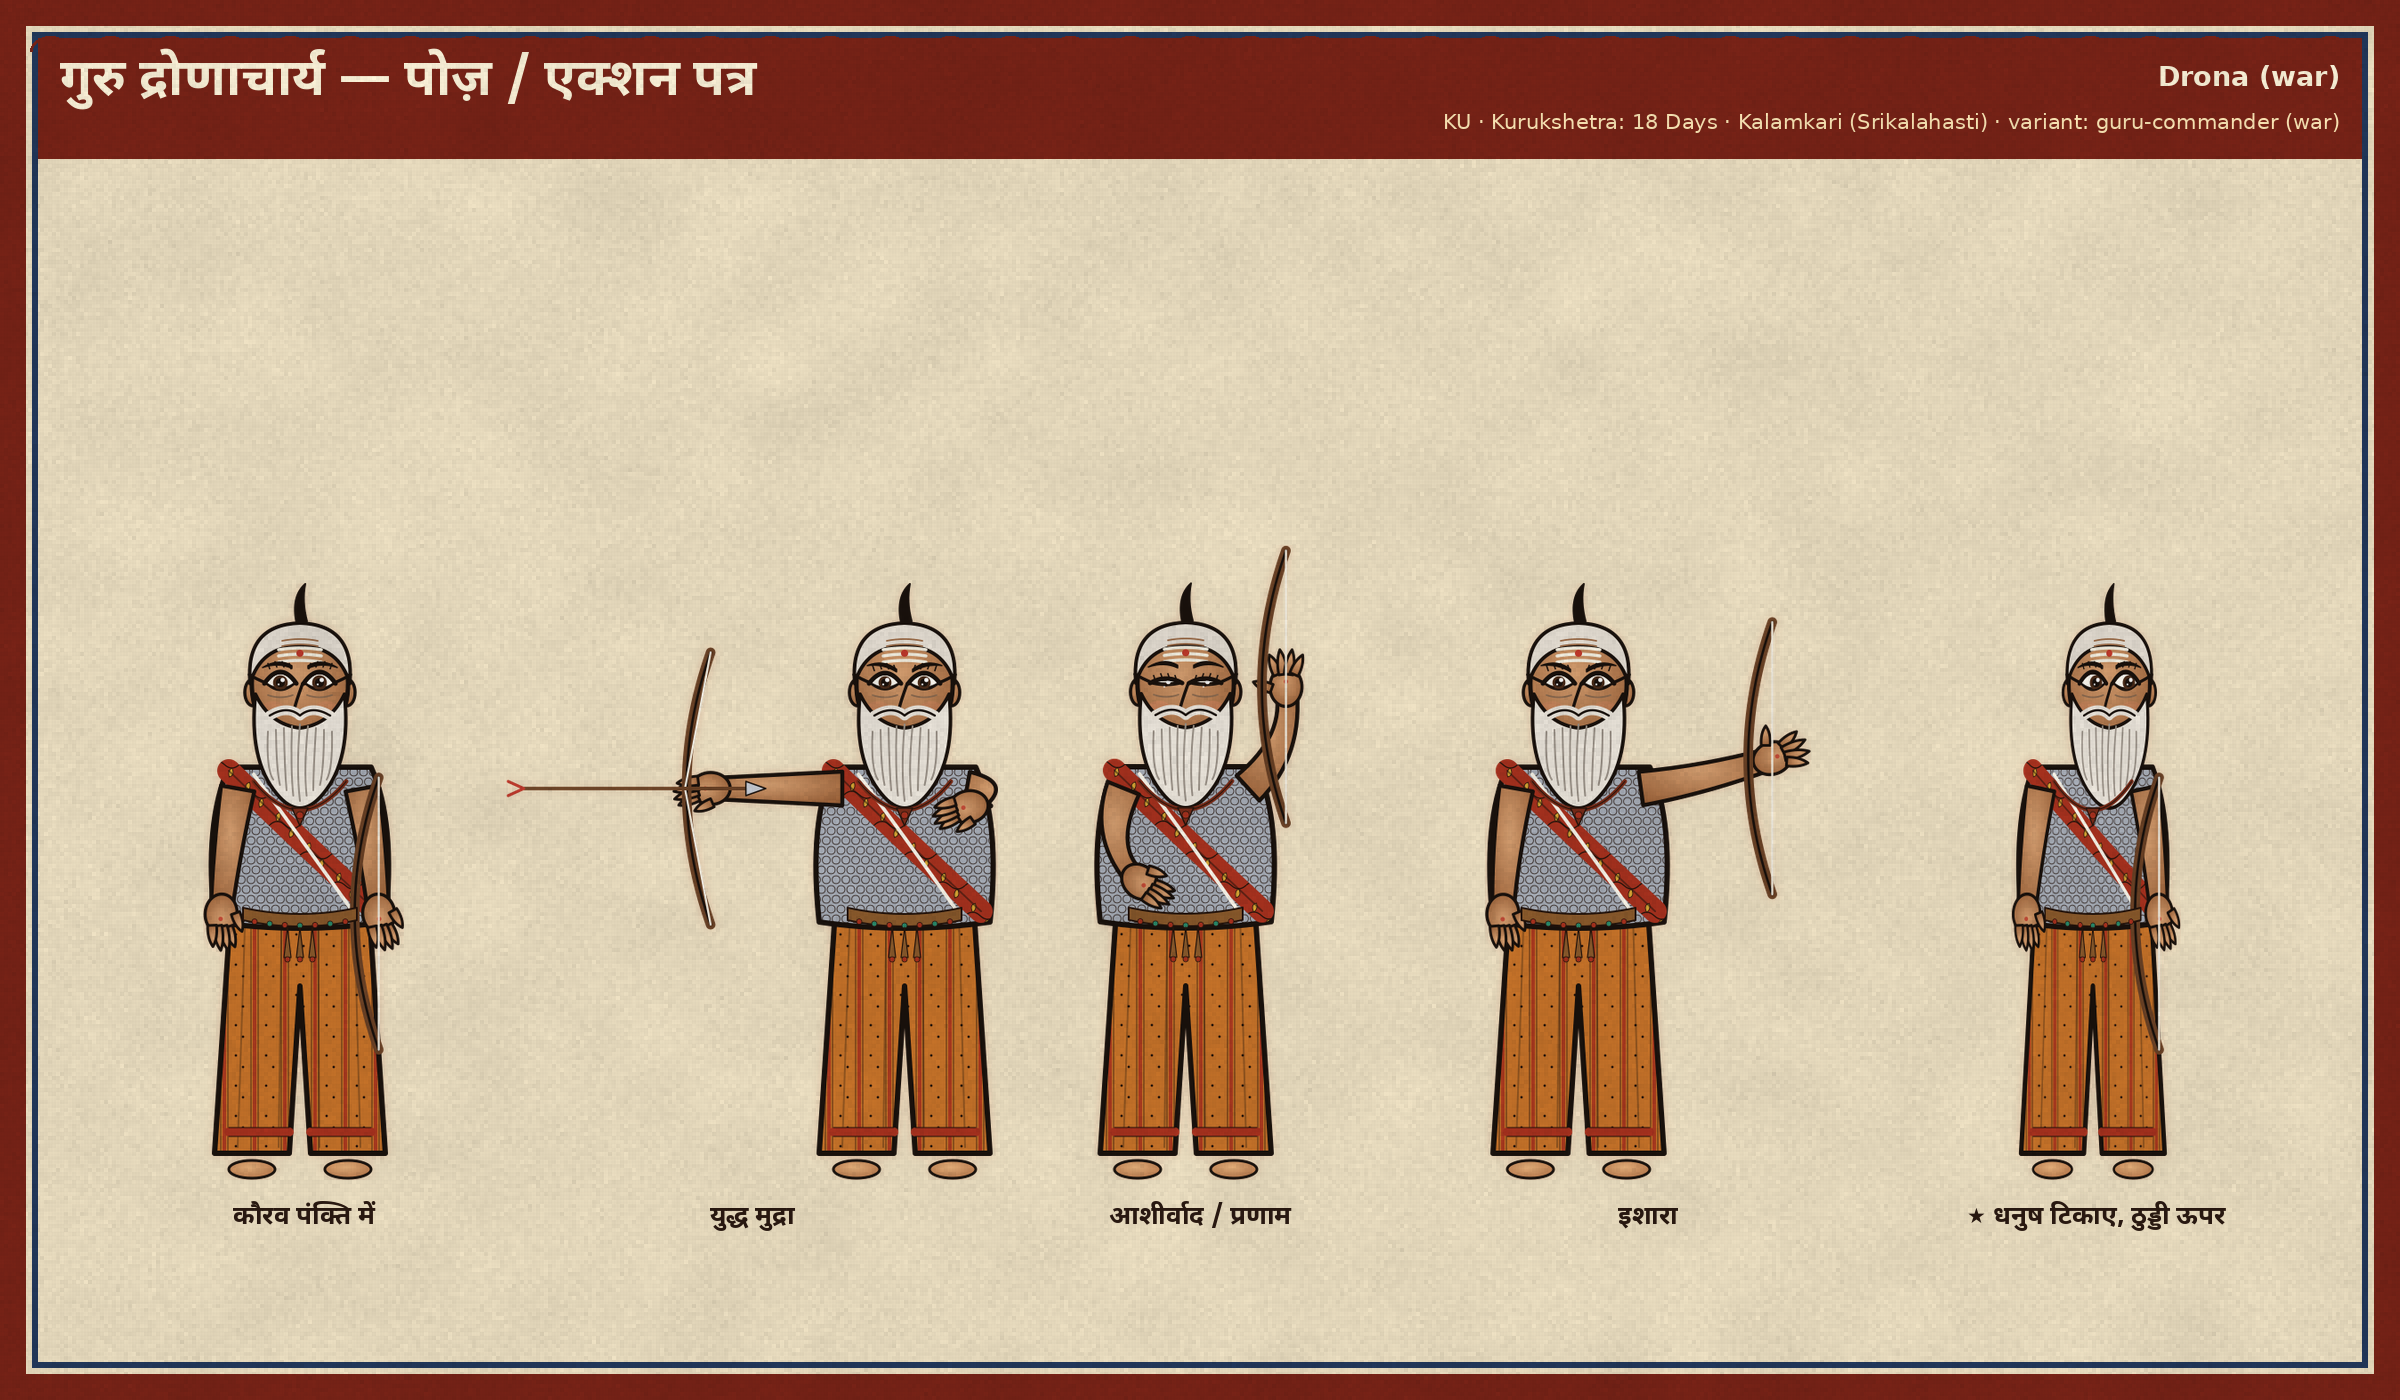 गुरु द्रोणाचार्य — पोज़ / एक्शन पत्र
Drona (war)
KU · Kurukshetra: 18 Days · Kalamkari (Srikalahasti) · variant: guru-commander (war)
कौरव पंक्ति में
युद्ध मुद्रा
आशीर्वाद / प्रणाम
इशारा
★ धनुष टिकाए, ठुड्डी ऊपर